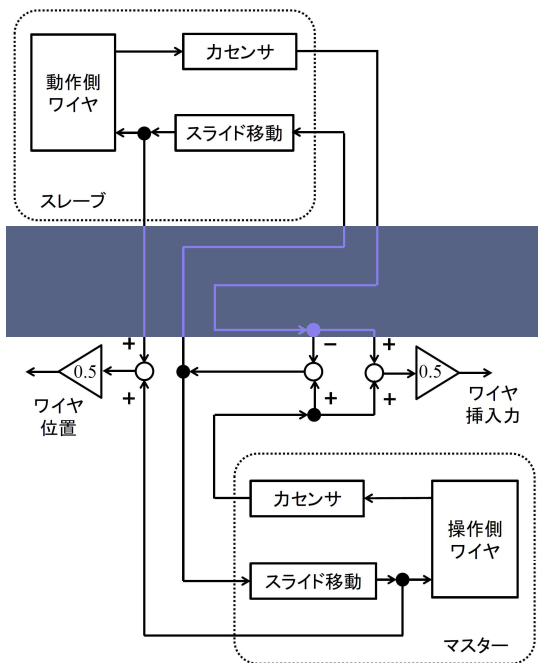 動作側
ワイヤ
力センサ
スライド移動
スレーブ
+
−
+
0.5
0.5
+
+
+
ワイヤ
位置
ワイヤ
挿入力
力センサ
操作側
ワイヤ
スライド移動
マスター